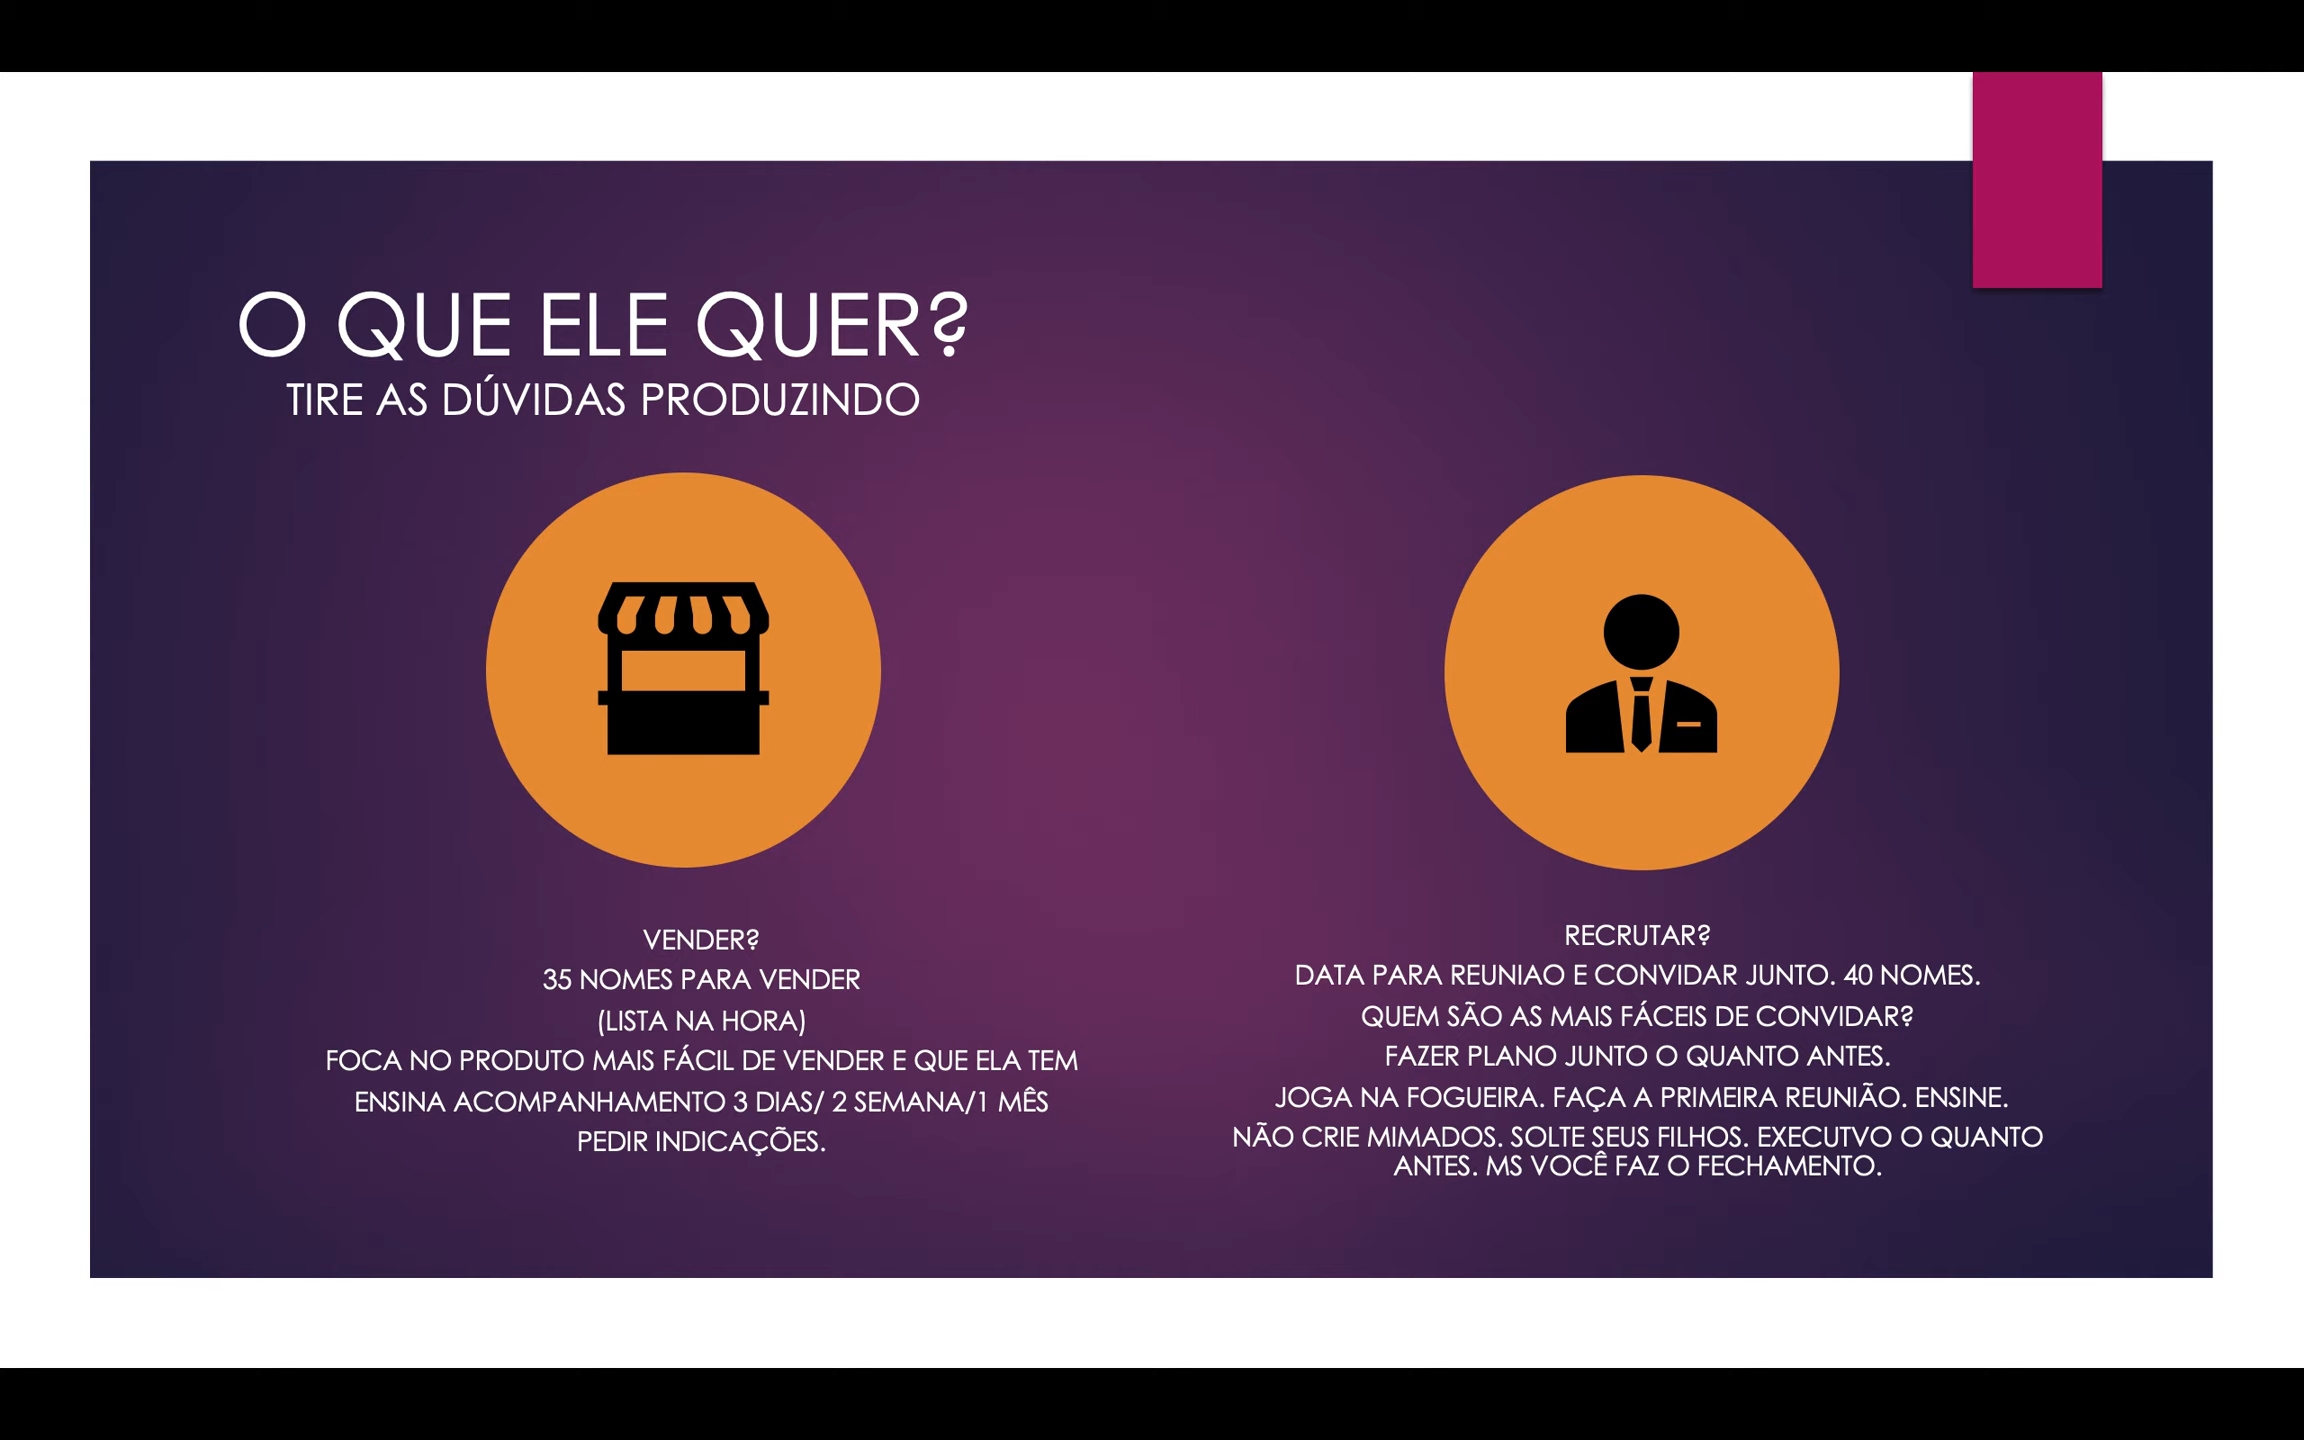 O QUE ELE QUER?
TIRE AS DÚVIDAS PRODUZINDO
VENDER?
35 NOMES PARA VENDER
(LISTA NA HORA)
FOCA NO PRODUTO MAIS FÁCIL DE VENDER E QUE ELA TEM
ENSINA ACOMPANHAMENTO 3 DIAS/ 2 SEMANA/1 MÊS
PEDIR INDICAÇÕES.
RECRUTAR?
DATA PARA REUNIAO E CONVIDAR JUNTO. 40 NOMES.
QUEM SÃO AS MAIS FÁCEIS DE CONVIDAR?
FAZER PLANO JUNTO O QUANTO ANTES.
JOGA NA FOGUEIRA. FAÇA A PRIMEIRA REUNIÃO. ENSINE.
NÃO CRIE MIMADOS. SOLTE SEUS FILHOS. EXECUTVO O QUANTO
ANTES. MS VOCÊ FAZ O FECHAMENTO.